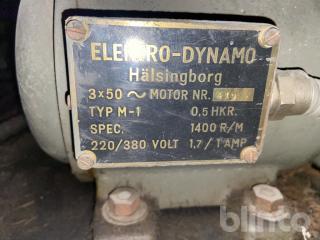 ELEKTRO-DYNAMO
Hälsingborg
3×50 ~ MOTOR NR.
TYP M-1 0,5 HKR.
SPEC. 1400 R/M
220/380 VOLT 1.7/1 AMP
blinto